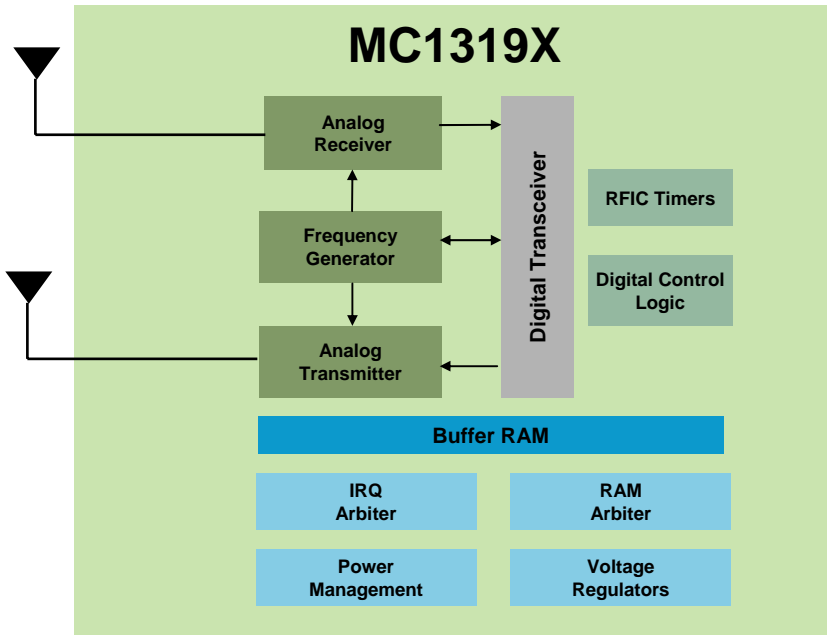 MC1319X
Analog
Receiver
Frequency
Generator
Analog
Transmitter
Digital Transceiver
RFIC Timers
Digital Control
Logic
Buffer RAM
IRQ
Arbiter
RAM
Arbiter
Power
Management
Voltage
Regulators